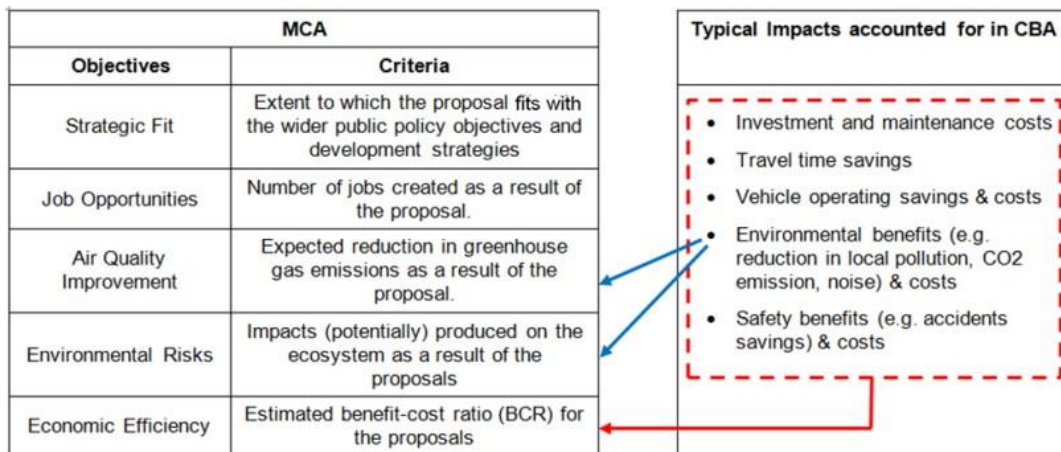 MCA
Objectives
Criteria
Strategic Fit
Extent to which the proposal fits with
the wider public policy objectives and
development strategies
Job Opportunities
Number of jobs created as a result of
the proposal.
Air Quality
Improvement
Expected reduction in greenhouse
gas emissions as a result of the
proposal.
Environmental Risks
Impacts (potentially) produced on the
ecosystem as a result of the
proposals
Economic Efficiency
Estimated benefit-cost ratio (BCR) for
the proposals
Typical Impacts accounted for in CBA
• Investment and maintenance costs
• Travel time savings
• Vehicle operating savings & costs
• Environmental benefits (e.g.
reduction in local pollution, CO2
emission, noise) & costs
• Safety benefits (e.g. accidents
savings) & costs